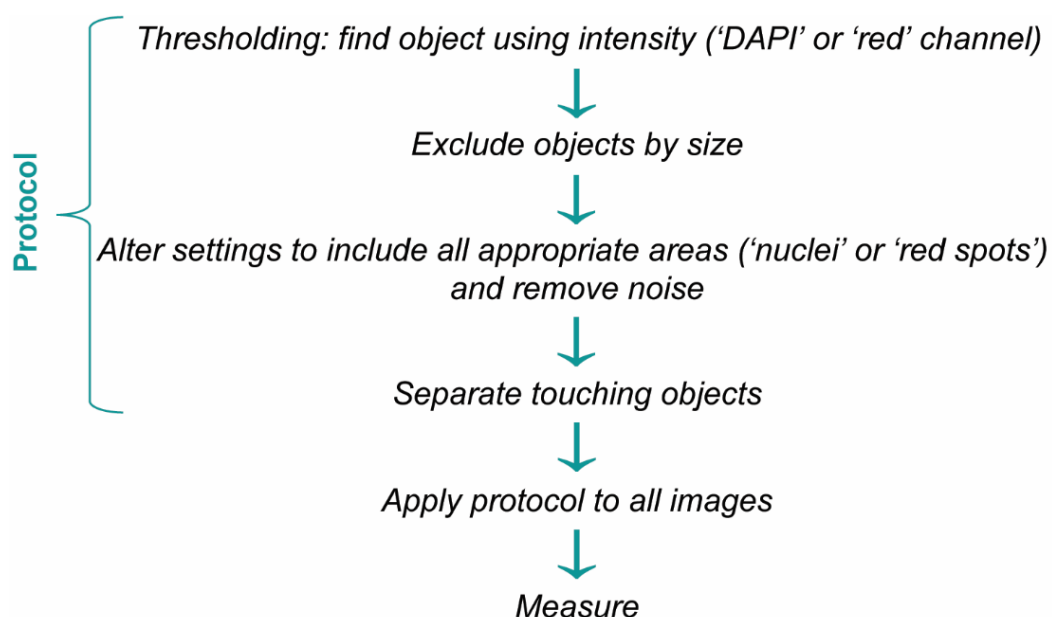 Thresholding: find object using intensity (‘DAPI’ or ‘red’ channel)
Exclude objects by size
Protocol
Alter settings to include all appropriate areas (‘nuclei’ or ‘red spots’)
and remove noise
Separate touching objects
Apply protocol to all images
Measure